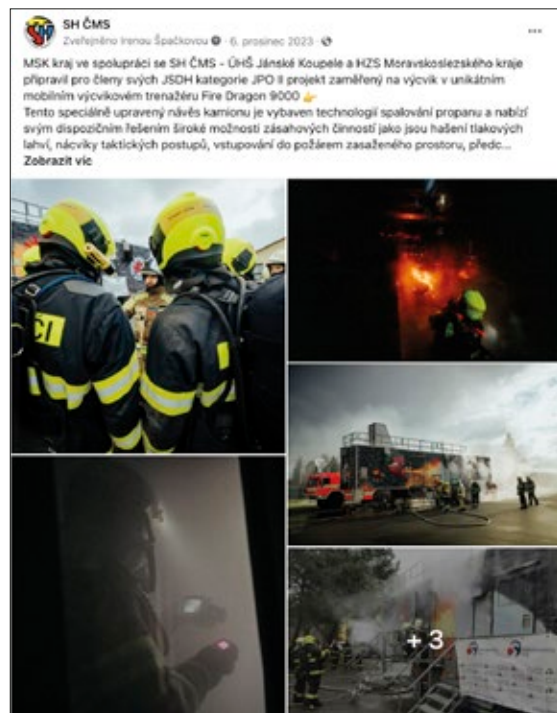 SH ČMS
Zveřejněno Irenou Špačkovou · 6. prosinec 2023 ·
MSK kraj ve spolupráci se SH ČMS - ÚHŠ Jánské Koupele a HZS Moravskoslezského kraje
připravil pro členy svých JSDH kategorie JPO II projekt zaměřený na výcvik v unikátním
mobilním výcvikovém trenažéru Fire Dragon 9000 👉
Tento speciálně upravený návěs kamionu je vybaven technologií spalování propanu a nabízí
svým dispozičním řešením široké možnosti zásahových činností jako jsou hašení tlakových
lahví, nácviky taktických postupů, vstupování do požárem zasaženého prostoru, předc...
Zobrazit víc
ČI
+ 3